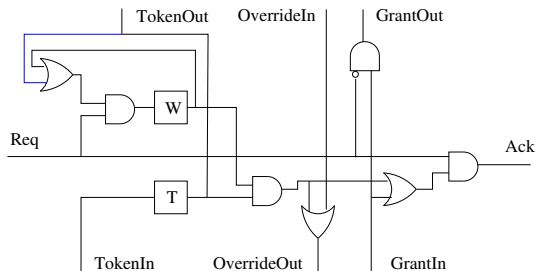 TokenOut OverrideIn GrantOut
W
Req
Ack
T
TokenIn OverrideOut GrantIn